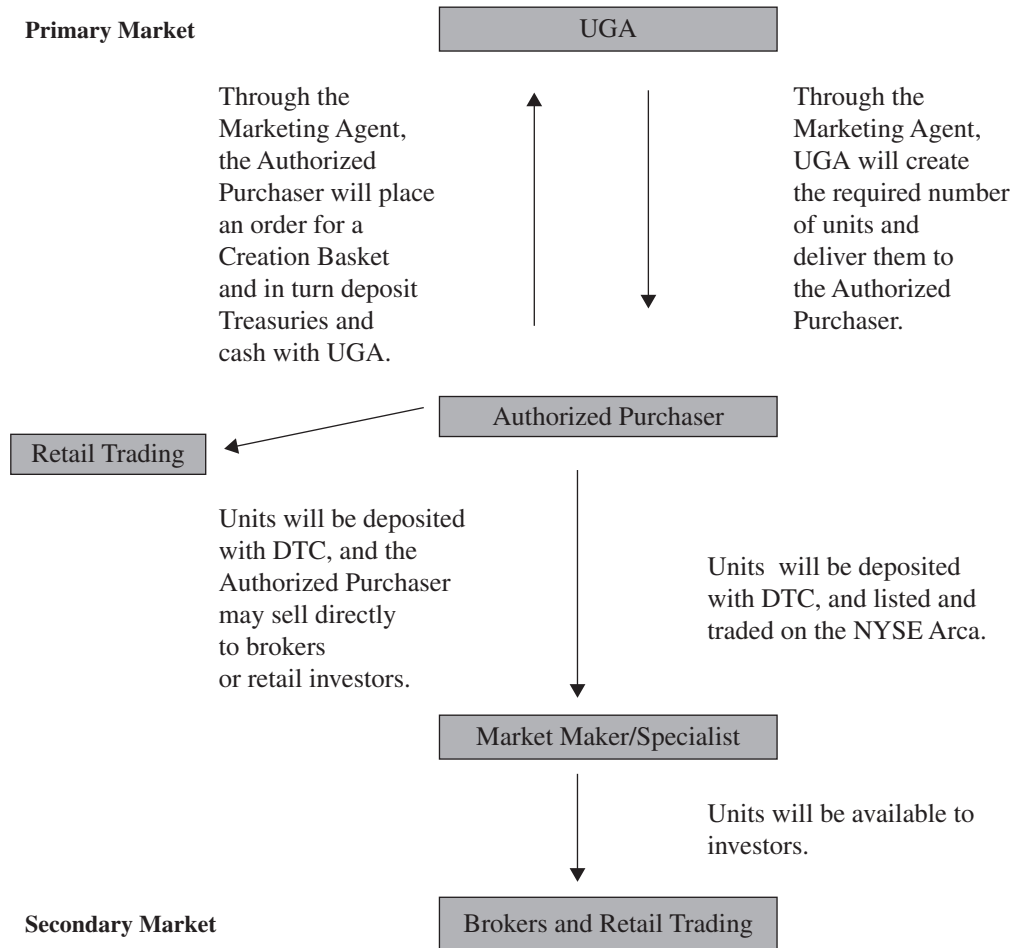 Primary Market
UGA
Through the
Marketing Agent,
the Authorized
Purchaser will place
an order for a
Creation Basket
and in turn deposit
Treasuries and
cash with UGA.
Through the
Marketing Agent,
UGA will create
the required number
of units and
deliver them to
the Authorized
Purchaser.
Authorized Purchaser
Retail Trading
Units will be deposited
with DTC, and the
Authorized Purchaser
may sell directly
to brokers
or retail investors.
Units will be deposited
with DTC, and listed and
traded on the NYSE Arca.
Market Maker/Specialist
Units will be available to
investors.
Secondary Market
Brokers and Retail Trading